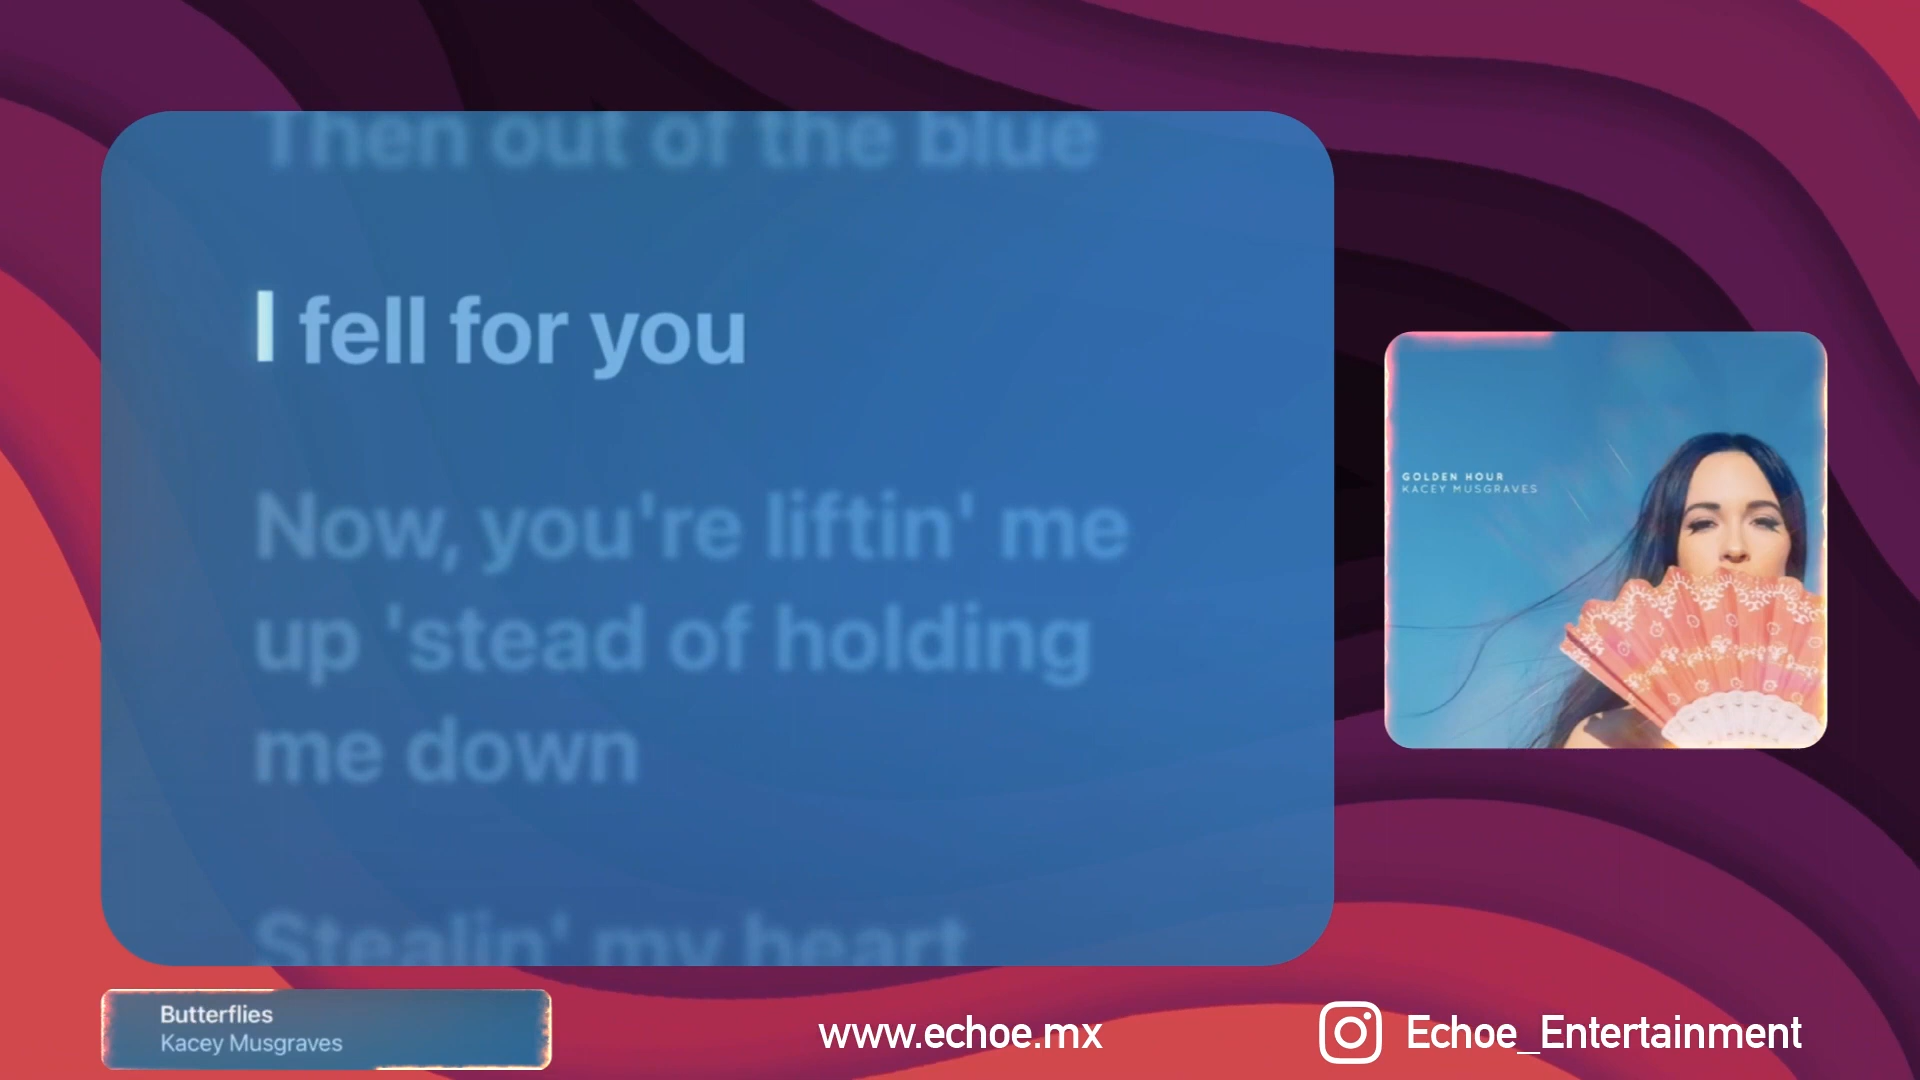 Then out of the blue
I fell for you
Now, you're liftin' me
up 'stead of holding
me down
Stealin' my heart
GOLDEN HOUR
KACEY MUSGRAVES
Butterflies
Kacey Musgraves
www.echoe.mx
Echoe_Entertainment